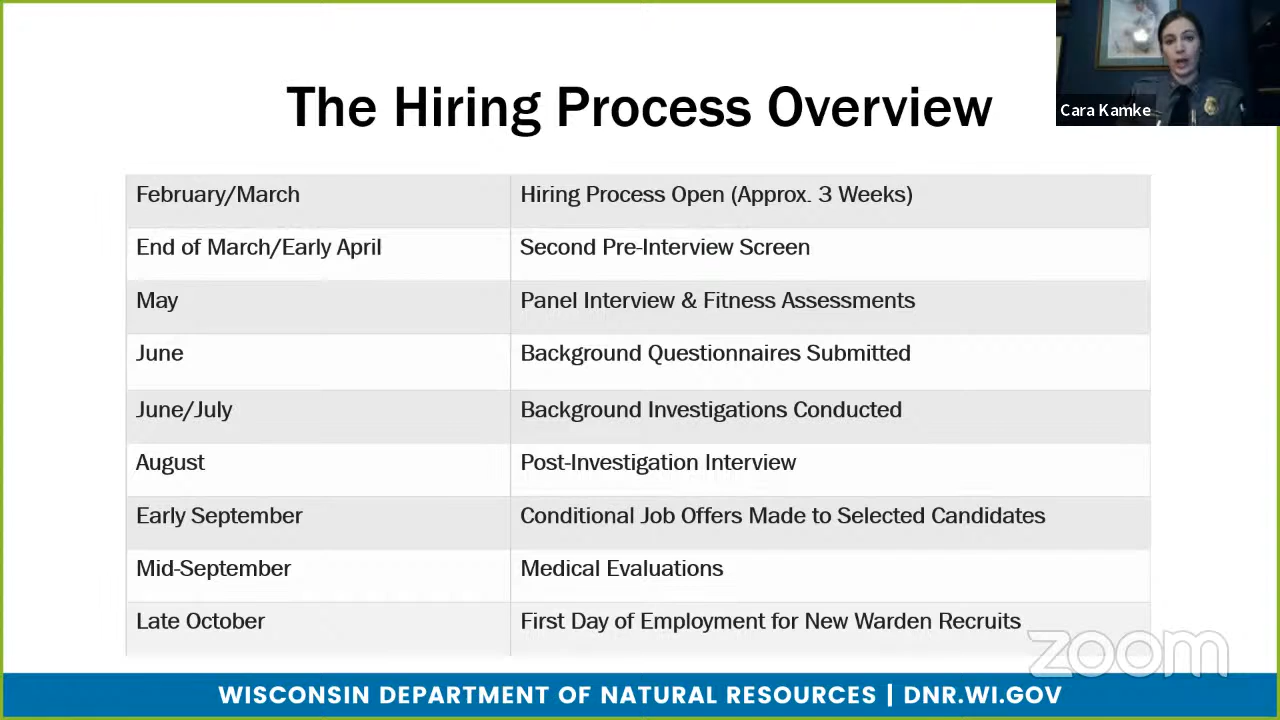 The Hiring Process Overview
Cara Kamke
February/March Hiring Process Open (Approx. 3 Weeks)
End of March/Early April Second Pre-Interview Screen
May Panel Interview & Fitness Assessments
June Background Questionnaires Submitted
June/July Background Investigations Conducted
August Post-Investigation Interview
Early September Conditional Job Offers Made to Selected Candidates
Mid-September Medical Evaluations
Late October First Day of Employment for New Warden Recruits
zoom
WISCONSIN DEPARTMENT OF NATURAL RESOURCES | DNR.WI.GOV